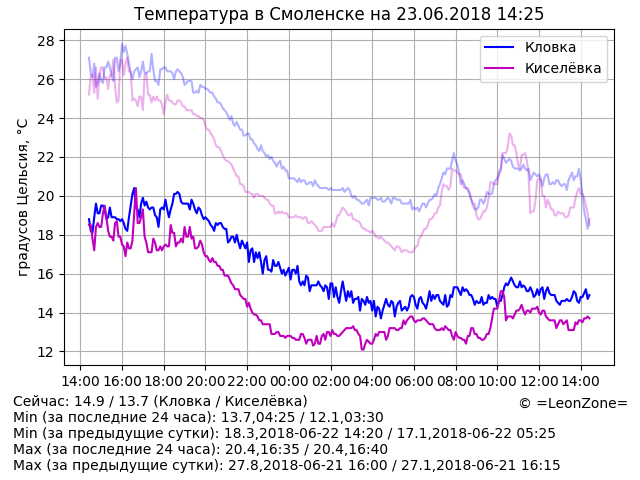 Температура в Смоленске на 23.06.2018 14:25
Кловка
Киселёвка
градусов Цельсия, °C
28
26
24
22
20
18
16
14
12
14:00 16:00 18:00 20:00 22:00 00:00 02:00 04:00 06:00 08:00 10:00 12:00 14:00
Сейчас: 14.9 / 13.7 (Кловка / Киселёвка)
© =LeonZone=
Min (за последние 24 часа): 13.7,04:25 / 12.1,03:30
Min (за предыдущие сутки): 18.3,2018-06-22 14:20 / 17.1,2018-06-22 05:25
Max (за последние 24 часа): 20.4,16:35 / 20.4,16:40
Max (за предыдущие сутки): 27.8,2018-06-21 16:00 / 27.1,2018-06-21 16:15